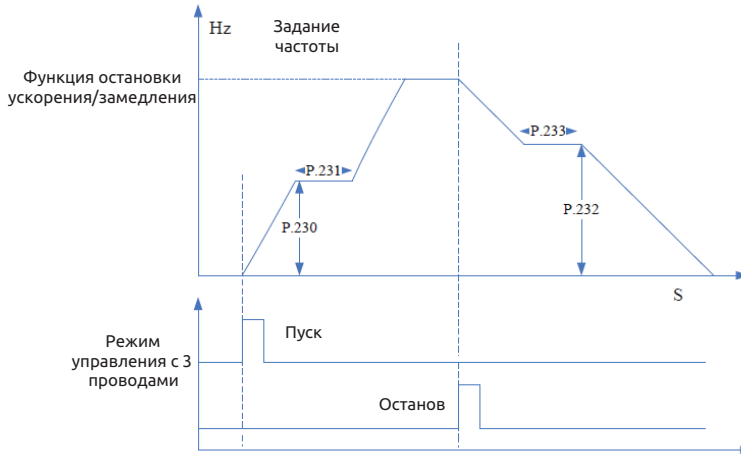 Hz
Задание
частоты
Функция остановки
ускорения/замедления
P.233
P.231
P.232
P.230
S
Пуск
Режим
управления с 3
проводами
Останов